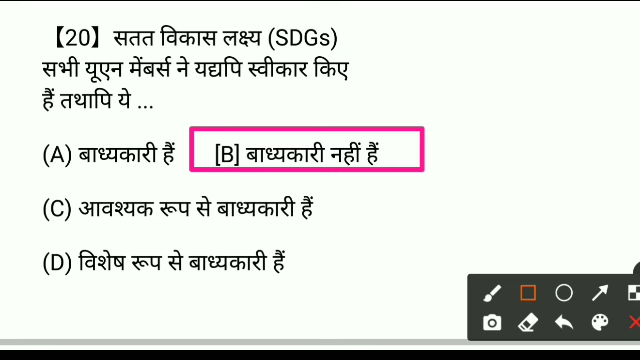 【20】 सतत विकास लक्ष्य (SDGs)
सभी यूएन मेंबर्स ने यद्यपि स्वीकार किए
हैं तथापि ये ...
(A) बाध्यकारी हैं [B] बाध्यकारी नहीं हैं
(C) आवश्यक रूप से बाध्यकारी हैं
(D) विशेष रूप से बाध्यकारी हैं